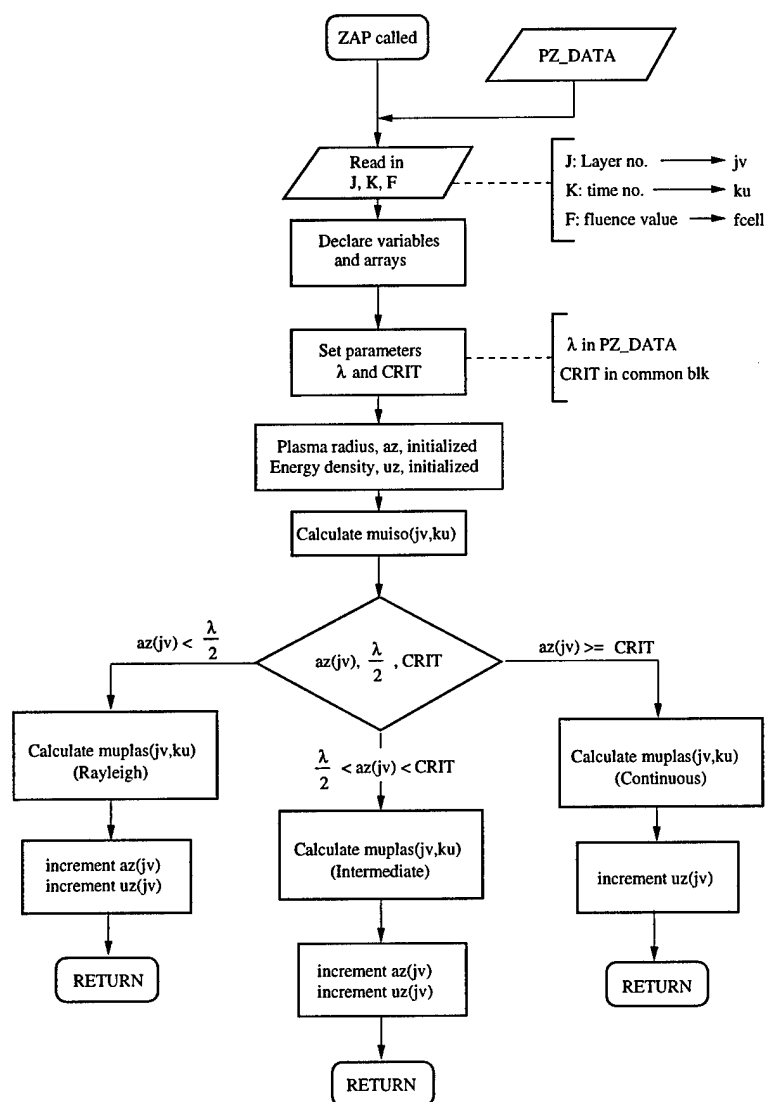 ZAP called
PZ_DATA
Read in
J, K, F
J: Layer no. jv
K: time no. ku
F: fluence value fcell
Declare variables
and arrays
Set parameters
λ and CRIT
λ in PZ_DATA
CRIT in common blk
Plasma radius, az, initialized
Energy density, uz, initialized
Calculate muiso(jv,ku)
az(jv) < λ/2
az(jv), λ/2 , CRIT
az(jv) >= CRIT
Calculate muplas(jv,ku)
(Rayleigh)
λ/2 < az(jv) < CRIT
Calculate muplas(jv,ku)
(Continuous)
Calculate muplas(jv,ku)
(Intermediate)
increment az(jv)
increment uz(jv)
increment uz(jv)
RETURN
increment az(jv)
increment uz(jv)
RETURN
RETURN